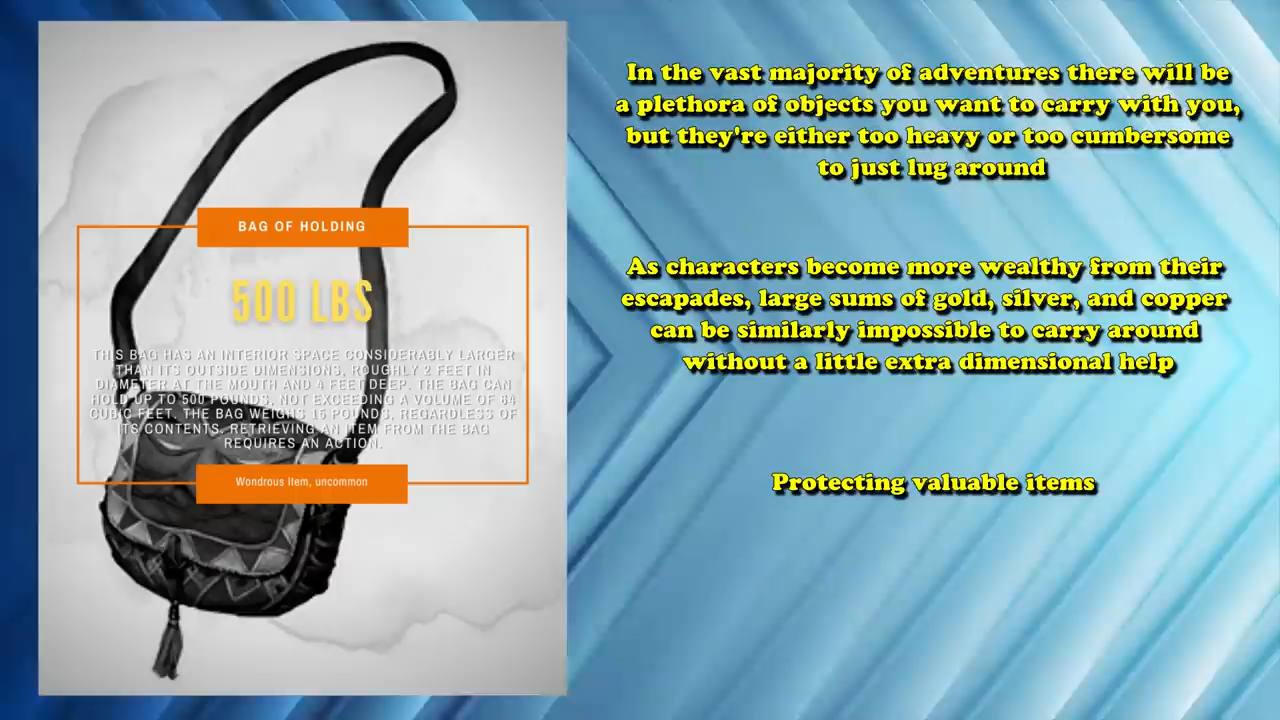 BAG OF HOLDING
500 LBS
THIS BAG HAS AN INTERIOR SPACE CONSIDERABLY LARGER
THAN ITS OUTSIDE DIMENSIONS, ROUGHLY 2 FEET IN
DIAMETER AT THE MOUTH AND 4 FEET DEEP. THE BAG CAN
HOLD UP TO 500 POUNDS, NOT EXCEEDING A VOLUME OF 64
CUBIC FEET. THE BAG WEIGHS 15 POUNDS, REGARDLESS OF
ITS CONTENTS. RETRIEVING AN ITEM FROM THE BAG
REQUIRES AN ACTION.
Wondrous Item, uncommon
In the vast majority of adventures there will be
a plethora of objects you want to carry with you,
but they're either too heavy or too cumbersome
to just lug around
As characters become more wealthy from their
escapades, large sums of gold, silver, and copper
can be similarly impossible to carry around
without a little extra dimensional help
Protecting valuable items